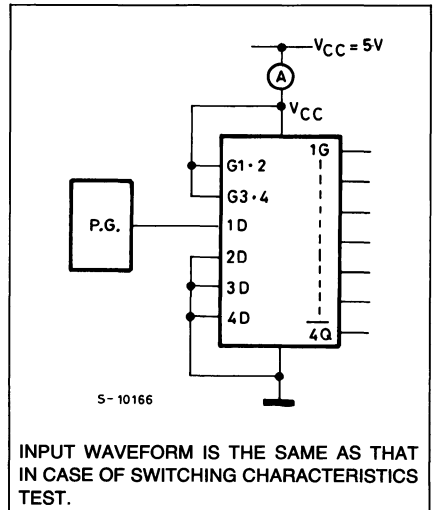 VCC = 5V
A
VCC
1G
G1·2
G3·4
P.G.
1D
2D
3D
4D
4Q
S-10166
INPUT WAVEFORM IS THE SAME AS THAT
IN CASE OF SWITCHING CHARACTERISTICS
TEST.